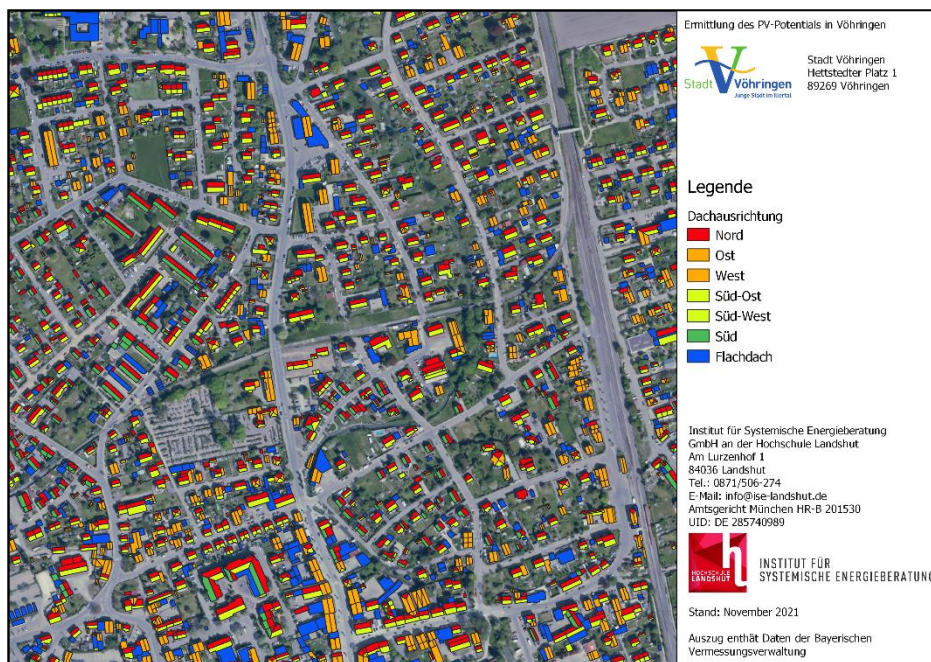 Ermittlung des PV-Potentials in Vöhringen
Stadt Vöhringen
Junge Stadt im Illertal
Stadt Vöhringen
Hettstedter Platz 1
89269 Vöhringen
Legende
Dachausrichtung
Nord
Ost
West
Süd-Ost
Süd-West
Süd
Flachdach
Institut für Systemische Energieberatung
GmbH an der Hochschule Landshut
Am Lurzenhof 1
84036 Landshut
Tel.: 0871/506-274
E-Mail: info@ise-landshut.de
Amtsgericht München HR-B 201530
UID: DE 285740989
HOCHSCHULE
LANDSHUT
INSTITUT FÜR
SYSTEMISCHE ENERGIEBERATUNG
Stand: November 2021
Auszug enthät Daten der Bayerischen
Vermessungsverwaltung